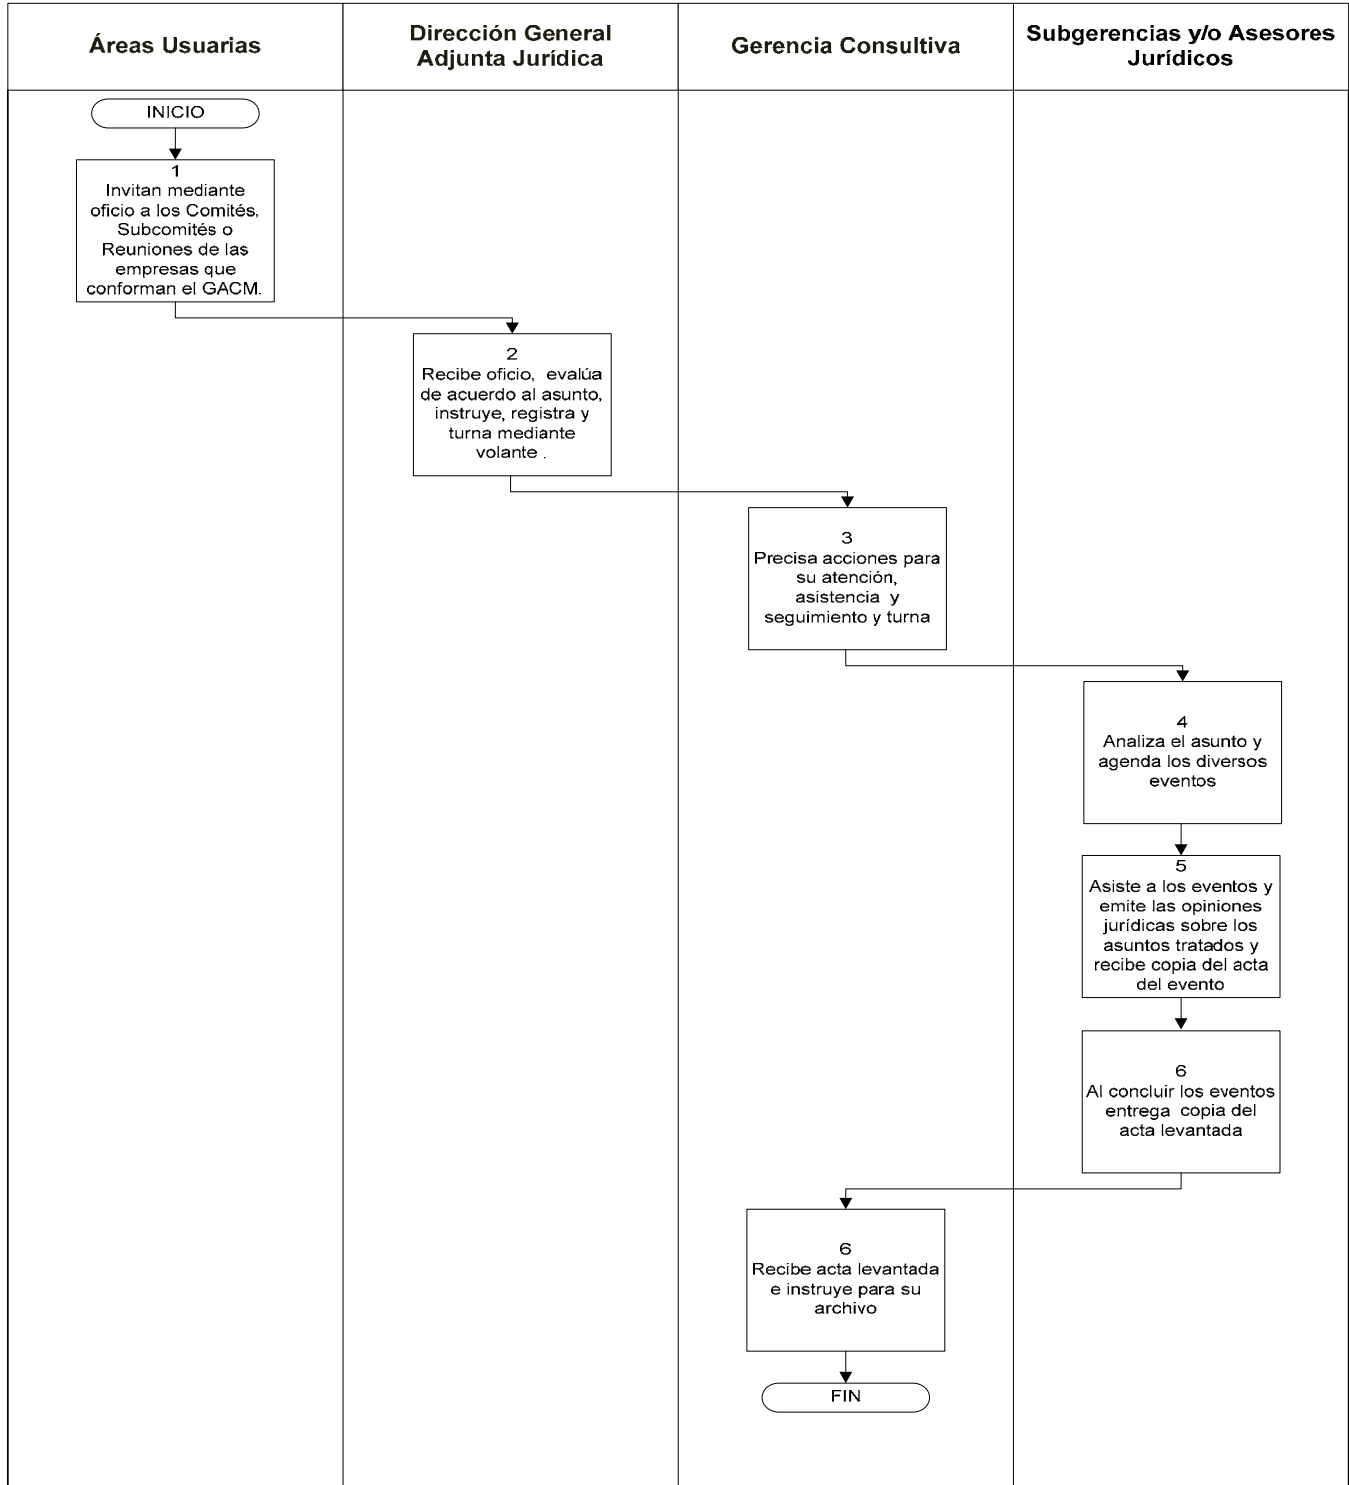 Áreas Usuarias
Dirección General
Adjunta Jurídica
Gerencia Consultiva
Subgerencias y/o Asesores
Jurídicos
INICIO
1
Invitan mediante
oficio a los Comités,
Subcomités o
Reuniones de las
empresas que
conforman el GACM.
2
Recibe oficio, evalúa
de acuerdo al asunto,
instruye, registra y
turna mediante
volante .
3
Precisa acciones para
su atención,
asistencia y
seguimiento y turna
4
Analiza el asunto y
agenda los diversos
eventos
5
Asiste a los eventos y
emite las opiniones
jurídicas sobre los
asuntos tratados y
recibe copia del acta
del evento
6
Al concluir los eventos
entrega copia del
acta levantada
6
Recibe acta levantada
e instruye para su
archivo
FIN